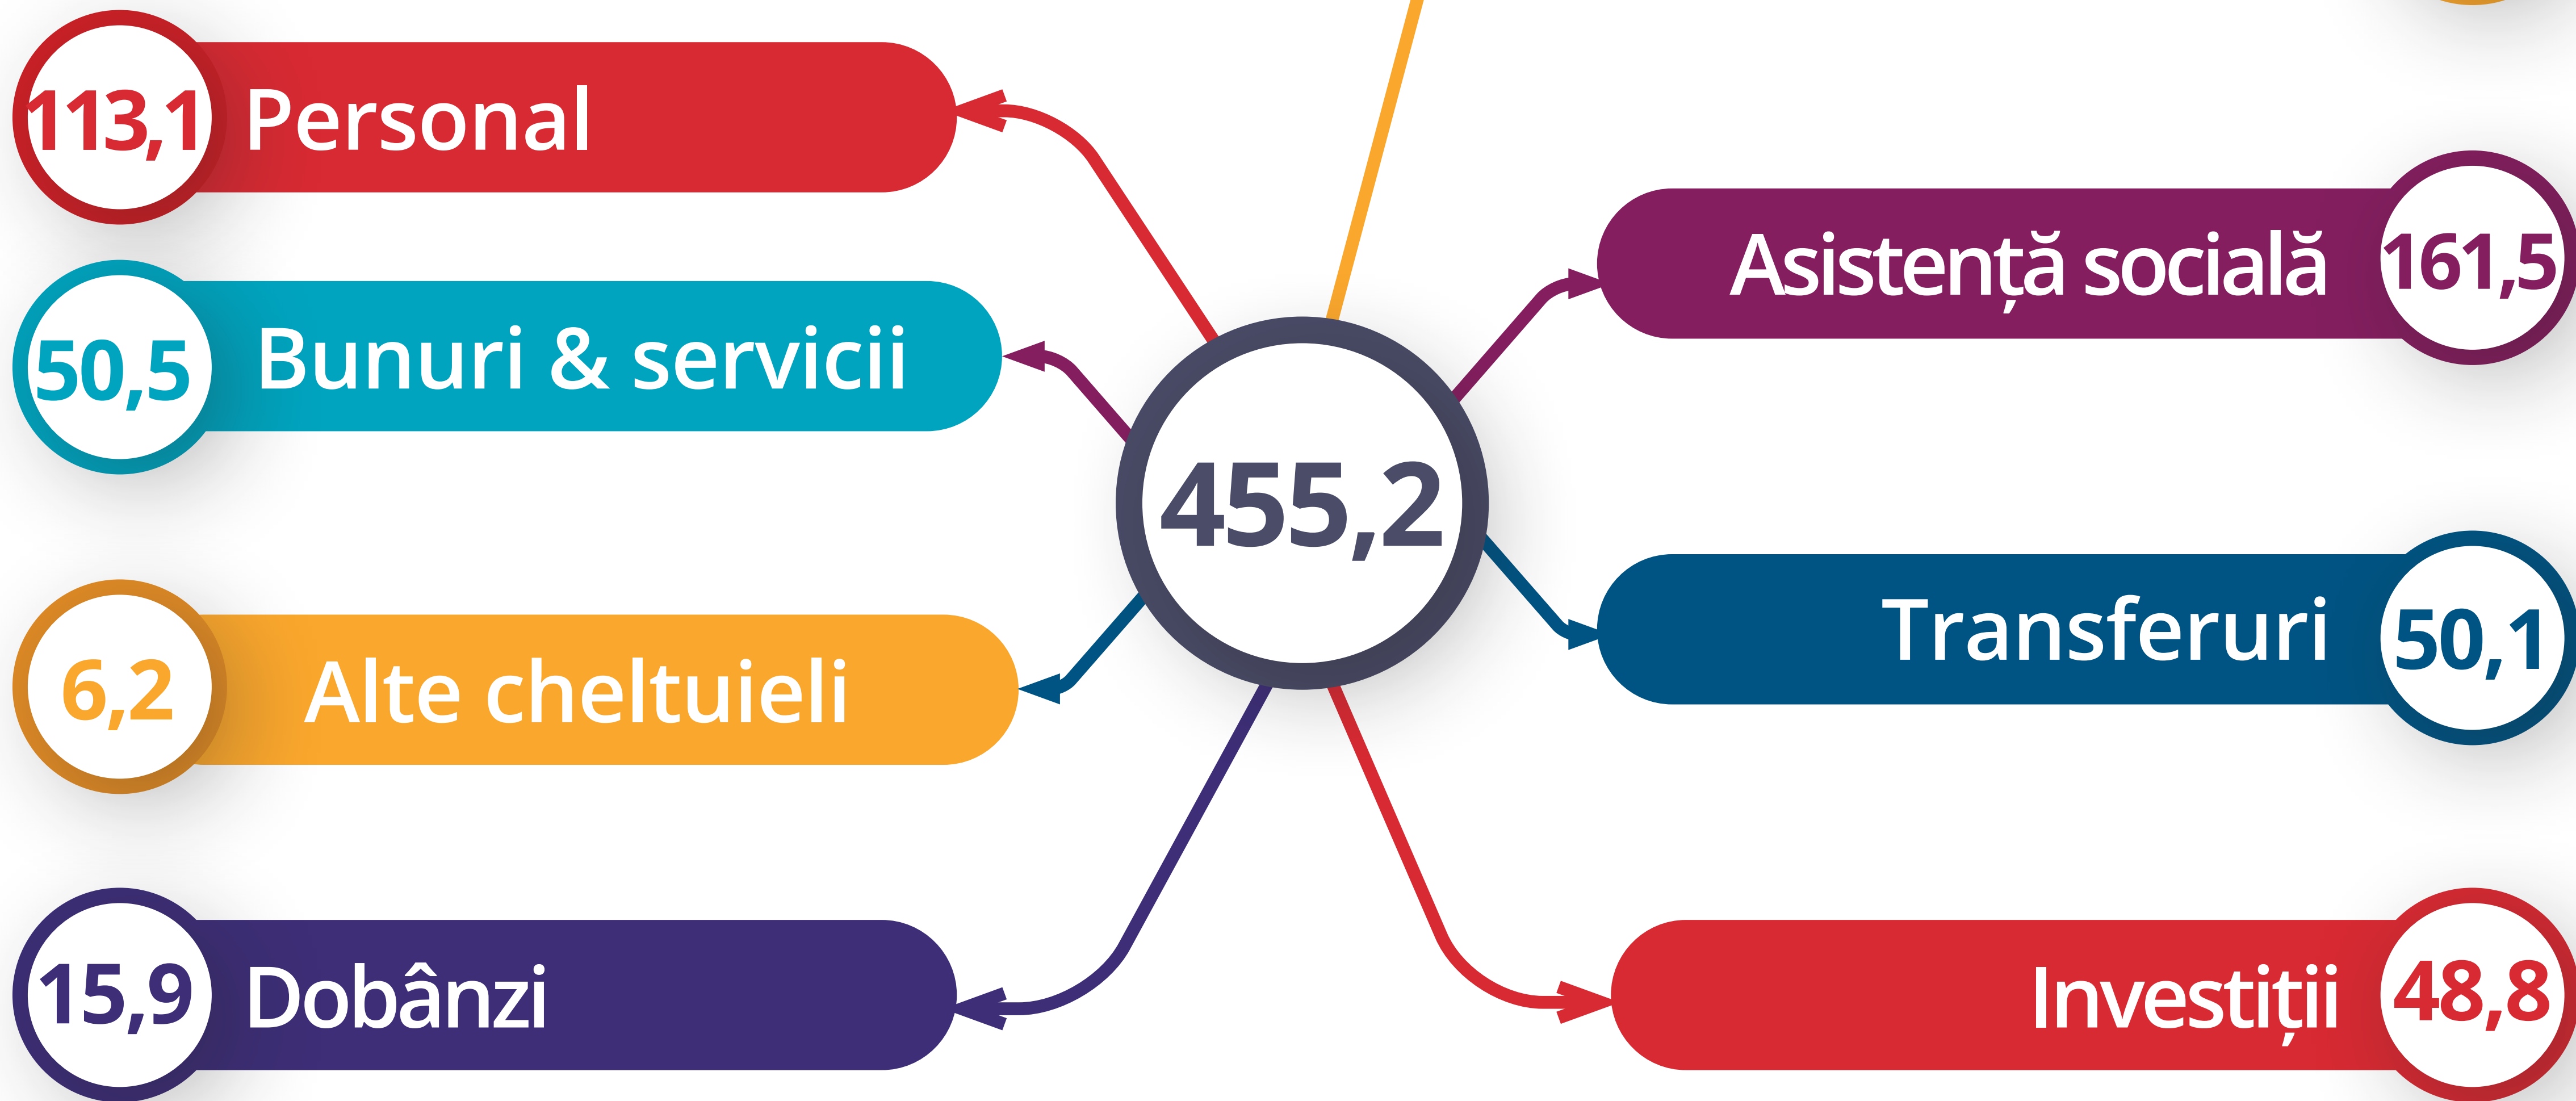 113,1 Personal
Asistență socială 161,5
50,5 Bunuri & servicii
455,2
Transferuri 50,1
6,2 Alte cheltuieli
15,9 Dobânzi
Investiții 48,8